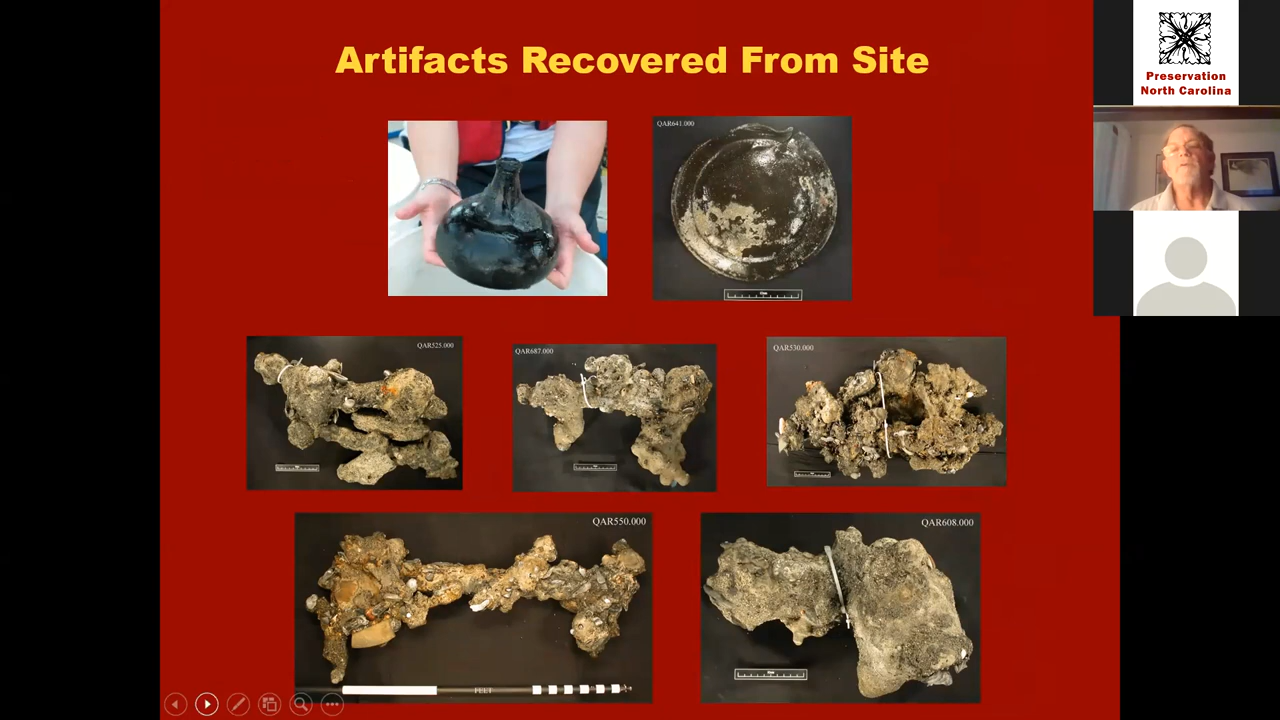 Artifacts Recovered From Site
Preservation
North Carolina
QAR641.000
QAR525.000
QAR687.000
QAR530.000
QAR550.000
QAR608.000